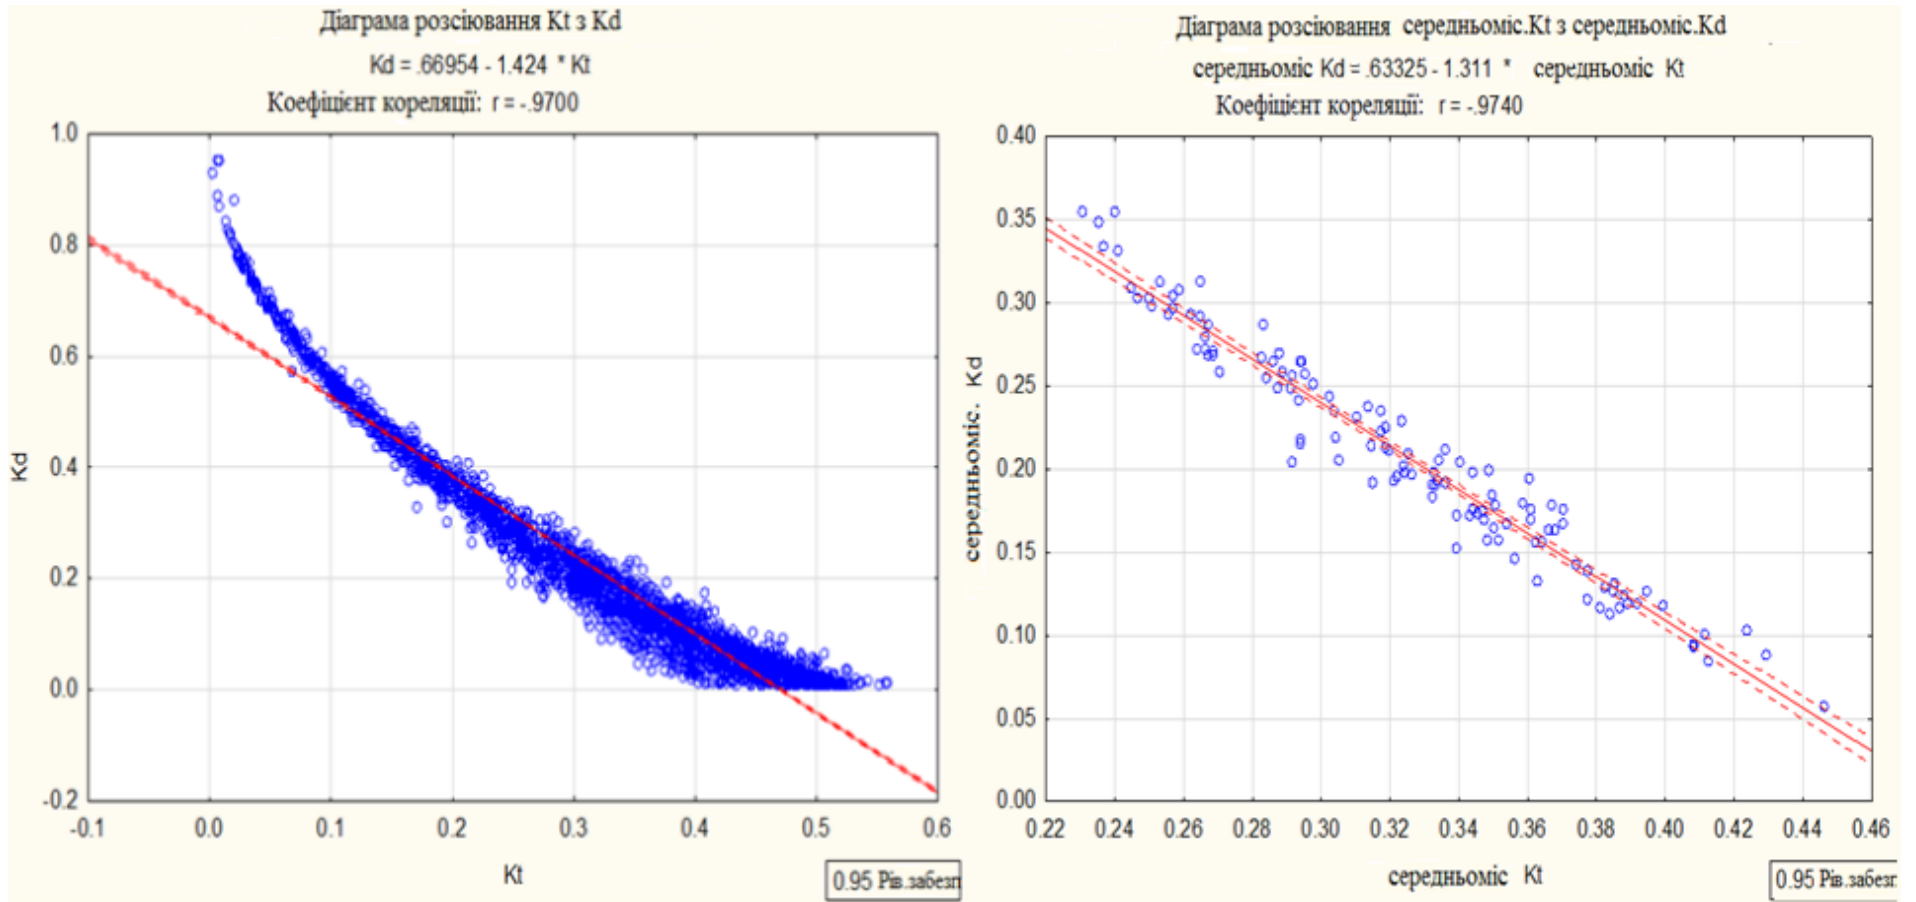 Діаграма розсіювання Kt з Kd
Kd = .66954 - 1.424 * Kt
Коефіцієнт кореляції: r = -.9700
1.0
0.8
0.6
0.4
0.2
0.0
-0.2
Kd
-0.1 0.0 0.1 0.2 0.3 0.4 0.5 0.6
Kt
0.95 Рів.забезп
Діаграма розсіювання середньоміс.Kt з середньоміс.Kd
середньоміс Kd = .63325 - 1.311 * середньоміс Kt
Коефіцієнт кореляції: r = -.9740
0.40
0.35
0.30
0.25
0.20
0.15
0.10
0.05
0.00
середньоміс. Kd
0.22 0.24 0.26 0.28 0.30 0.32 0.34 0.36 0.38 0.40 0.42 0.44 0.46
середньоміс Kt
0.95 Рів.забезп